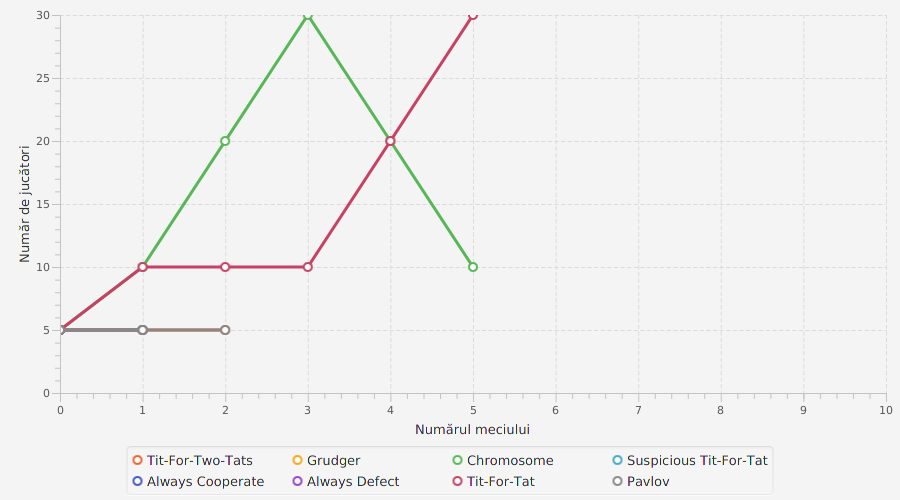 30
25
20
15
10
5
0
Număr de jucători
0 1 2 3 4 5 6 7 8 9 10
Numărul meciului
Tit-For-Two-Tats Grudger Chromosome Suspicious Tit-For-Tat
Always Cooperate Always Defect Tit-For-Tat Pavlov